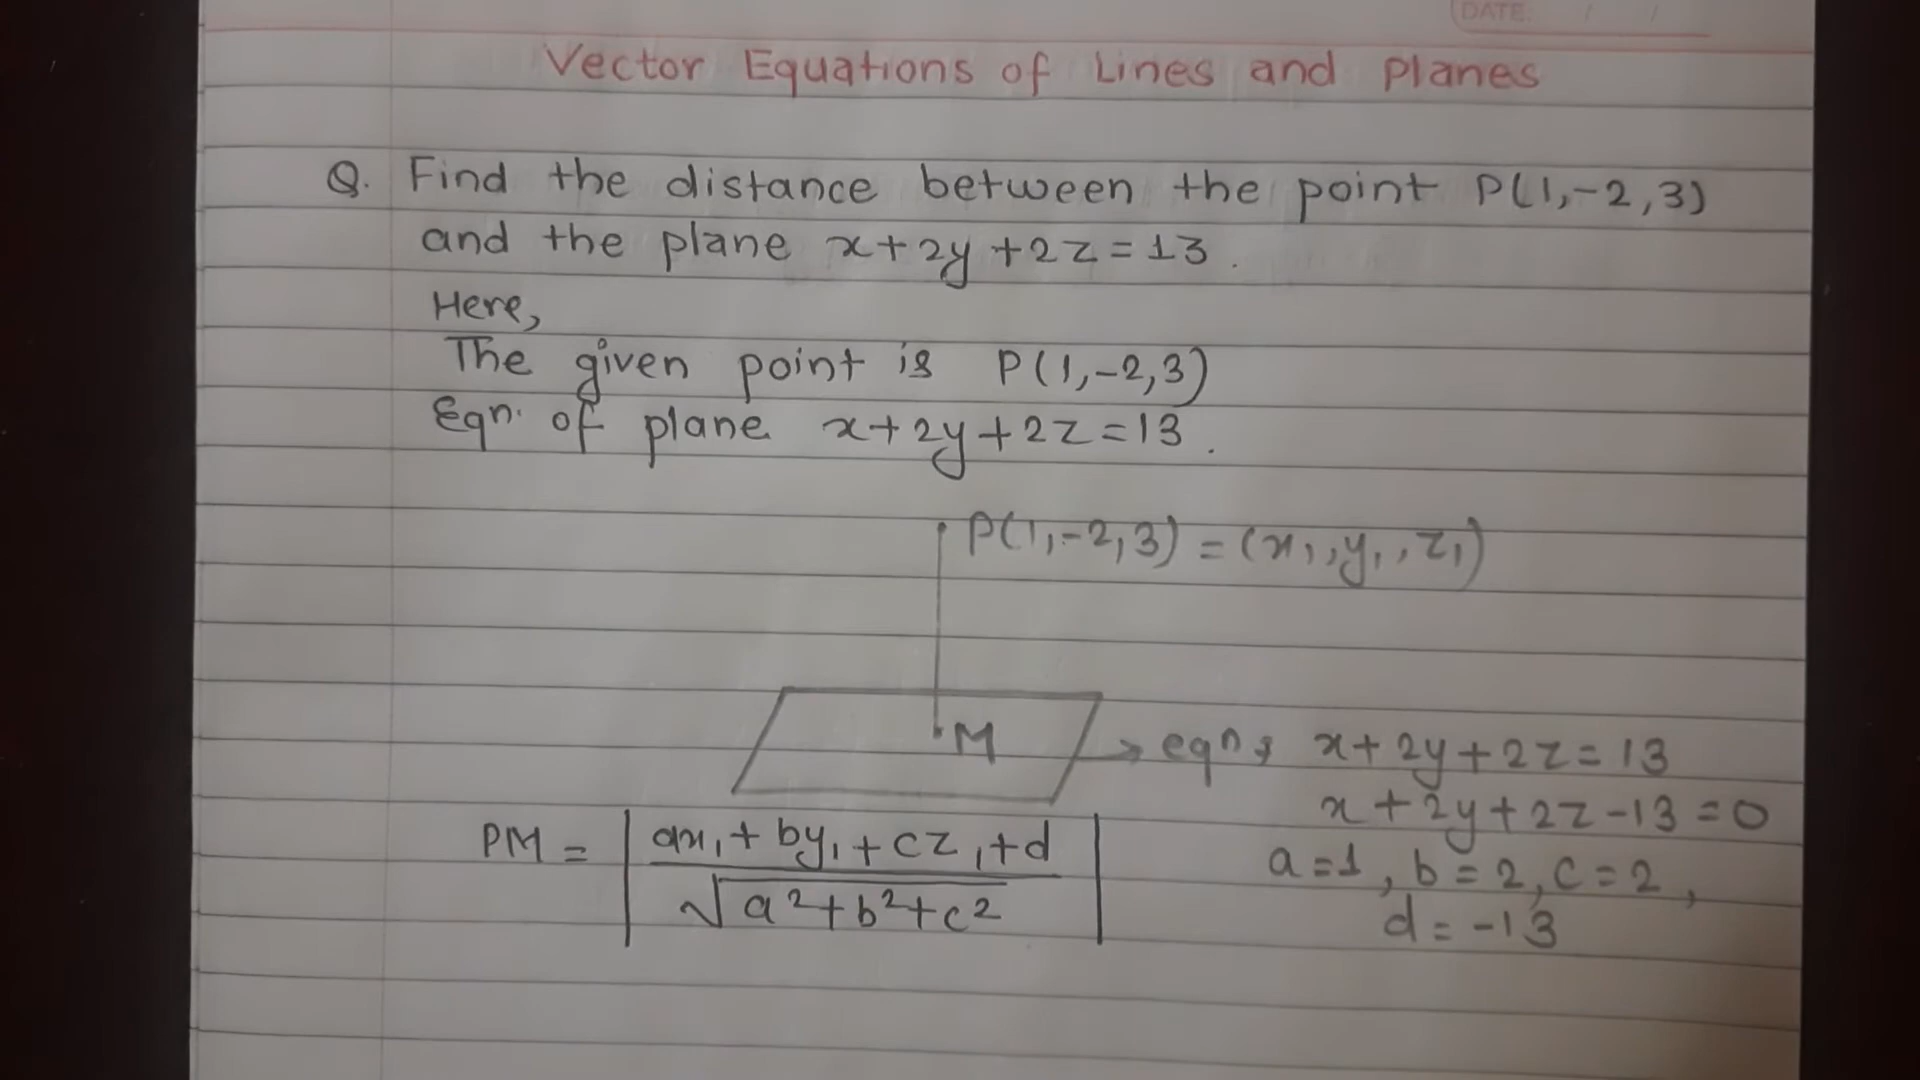 DATE: / /
Vector Equations of Lines and Planes
Q. Find the distance between the point P(1,-2,3)
and the plane x+2y+2z=13.
Here,
The given point is P(1,-2,3)
Eqn. of plane x+2y+2z=13.
P(1,-2,3) = (x₁,y₁,z₁)
M → eqn, x+2y+2z=13
x+2y+2z-13=0
PM = | ax₁+by₁+cz₁+d / √a²+b²+c² |
a=1, b=2, c=2,
d=-13